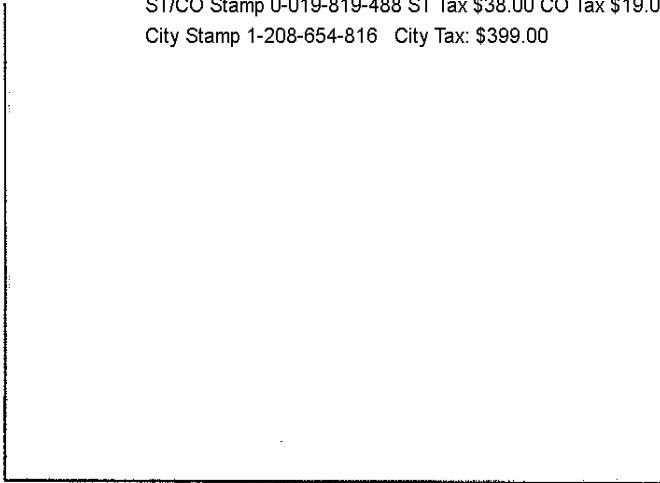 ST/CO Stamp 0-019-819-488 ST Tax $38.00 CO Tax $19.0
City Stamp 1-208-654-816 City Tax: $399.00